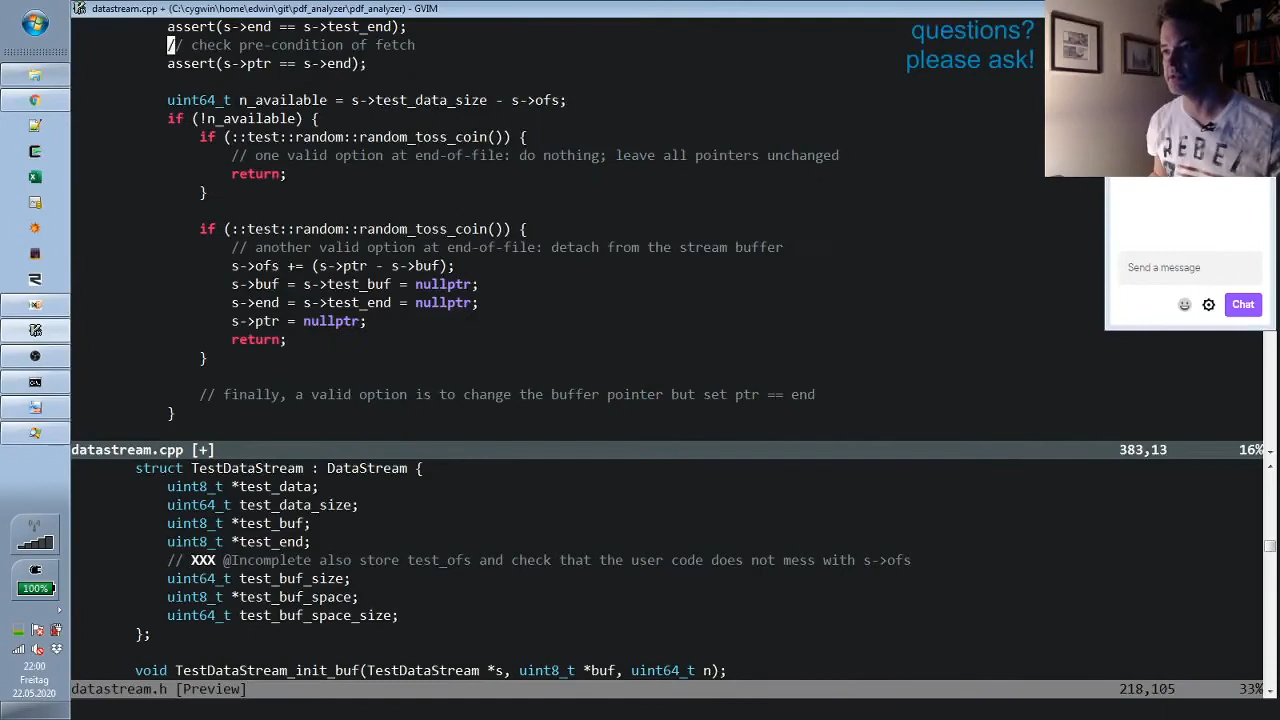 datastream.cpp + (C:\cygwin\home\edwin\git\pdf_analyzer\pdf_analyzer) - GVIM
assert(s->end == s->test_end);
// check pre-condition of fetch
assert(s->ptr == s->end);
uint64_t n_available = s->test_data_size - s->ofs;
if (!n_available) {
if (::test::random::random_toss_coin()) {
// one valid option at end-of-file: do nothing; leave all pointers unchanged
return;
}
if (::test::random::random_toss_coin()) {
// another valid option at end-of-file: detach from the stream buffer
s->ofs += (s->ptr - s->buf);
s->buf = s->test_buf = nullptr;
s->end = s->test_end = nullptr;
s->ptr = nullptr;
return;
}
// finally, a valid option is to change the buffer pointer but set ptr == end
}
datastream.cpp [+] 383,13 16%
struct TestDataStream : DataStream {
uint8_t *test_data;
uint64_t test_data_size;
uint8_t *test_buf;
uint8_t *test_end;
// XXX @Incomplete also store test_ofs and check that the user code does not mess with s->ofs
uint64_t test_buf_size;
uint8_t *test_buf_space;
uint64_t test_buf_space_size;
};
void TestDataStream_init_buf(TestDataStream *s, uint8_t *buf, uint64_t n);
datastream.h [Preview] 218,105 33%
questions?
please ask!
REBEL
Send a message
Chat
100%
22:00
Freitag
22.05.2020